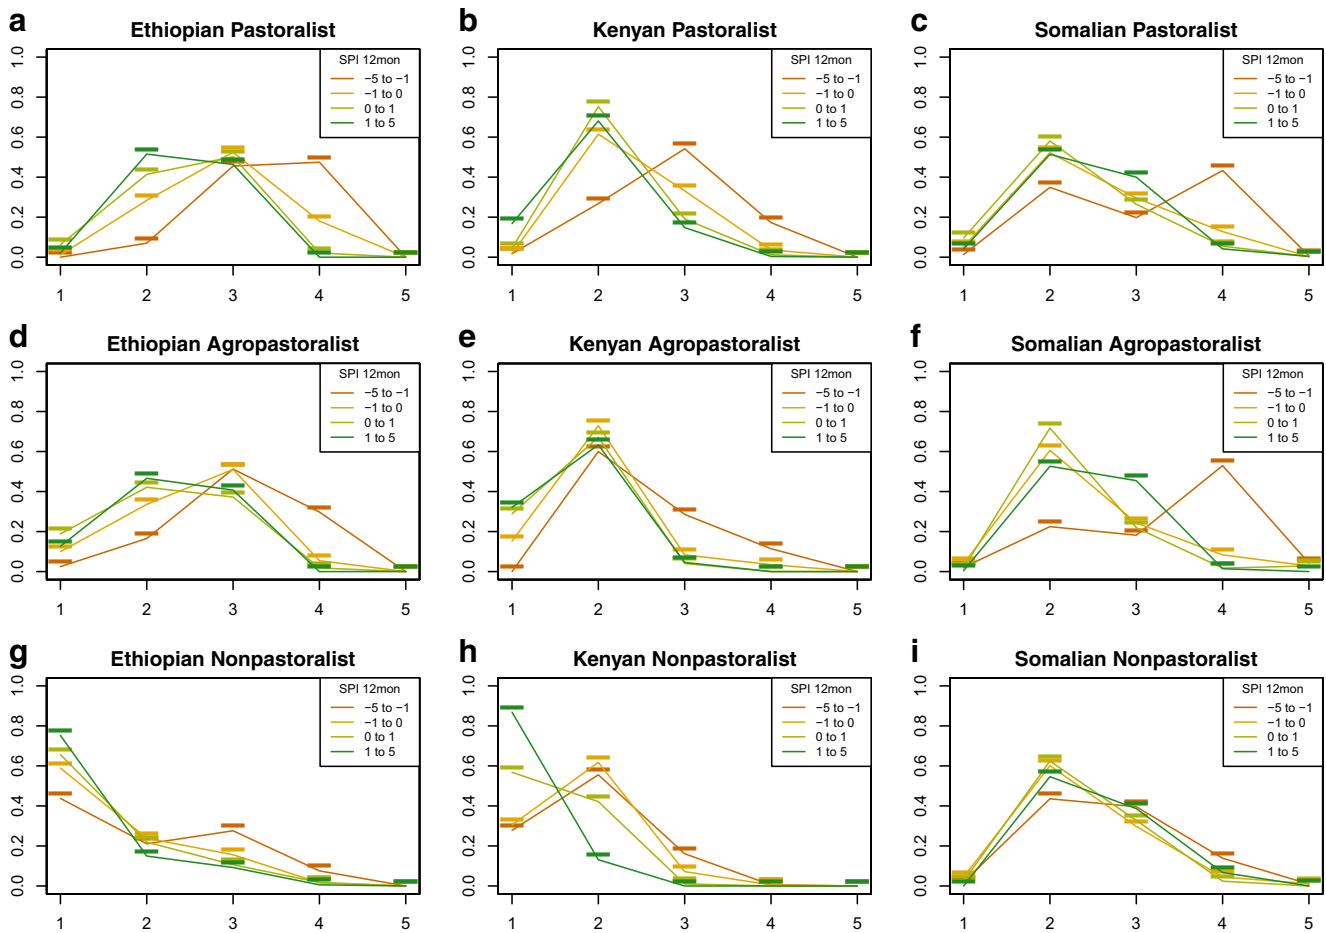 a Ethiopian Pastoralist
SPI 12mon
−5 to −1
−1 to 0
0 to 1
1 to 5
1.0
0.8
0.6
0.4
0.2
0.0
1 2 3 4 5
b Kenyan Pastoralist
SPI 12mon
−5 to −1
−1 to 0
0 to 1
1 to 5
1.0
0.8
0.6
0.4
0.2
0.0
1 2 3 4 5
c Somalian Pastoralist
SPI 12mon
−5 to −1
−1 to 0
0 to 1
1 to 5
1.0
0.8
0.6
0.4
0.2
0.0
1 2 3 4 5
d Ethiopian Agropastoralist
SPI 12mon
−5 to −1
−1 to 0
0 to 1
1 to 5
1.0
0.8
0.6
0.4
0.2
0.0
1 2 3 4 5
e Kenyan Agropastoralist
SPI 12mon
−5 to −1
−1 to 0
0 to 1
1 to 5
1.0
0.8
0.6
0.4
0.2
0.0
1 2 3 4 5
f Somalian Agropastoralist
SPI 12mon
−5 to −1
−1 to 0
0 to 1
1 to 5
1.0
0.8
0.6
0.4
0.2
0.0
1 2 3 4 5
g Ethiopian Nonpastoralist
SPI 12mon
−5 to −1
−1 to 0
0 to 1
1 to 5
1.0
0.8
0.6
0.4
0.2
0.0
1 2 3 4 5
h Kenyan Nonpastoralist
SPI 12mon
−5 to −1
−1 to 0
0 to 1
1 to 5
1.0
0.8
0.6
0.4
0.2
0.0
1 2 3 4 5
i Somalian Nonpastoralist
SPI 12mon
−5 to −1
−1 to 0
0 to 1
1 to 5
1.0
0.8
0.6
0.4
0.2
0.0
1 2 3 4 5